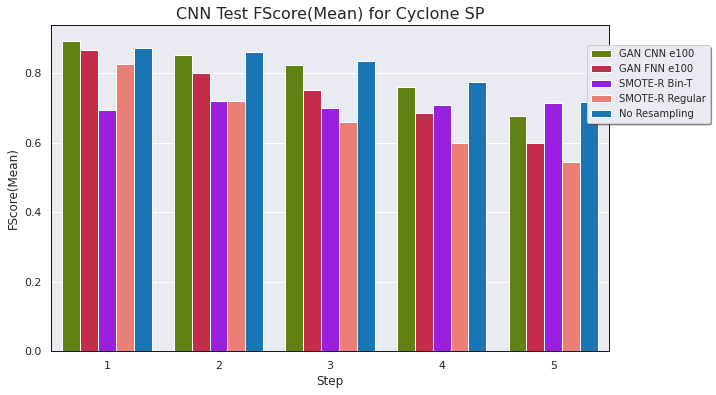 CNN Test FScore(Mean) for Cyclone SP
GAN CNN e100
GAN FNN e100
SMOTE-R Bin-T
SMOTE-R Regular
No Resampling
FScore(Mean)
0.8
0.6
0.4
0.2
0.0
1 2 3 4 5
Step